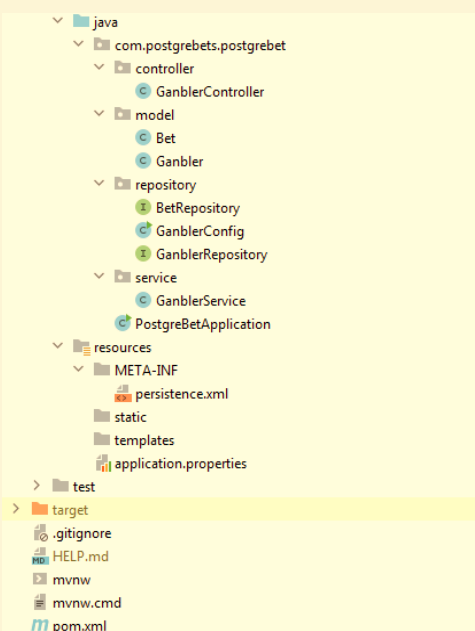 java
com.postgrebets.postgrebet
controller
C GanblerController
model
C Bet
C Ganbler
repository
I BetRepository
C GanblerConfig
I GanblerRepository
service
C GanblerService
C PostgreBetApplication
resources
META-INF
persistence.xml
static
templates
application.properties
test
target
.gitignore
MD HELP.md
mvnw
mvnw.cmd
m pom.xml